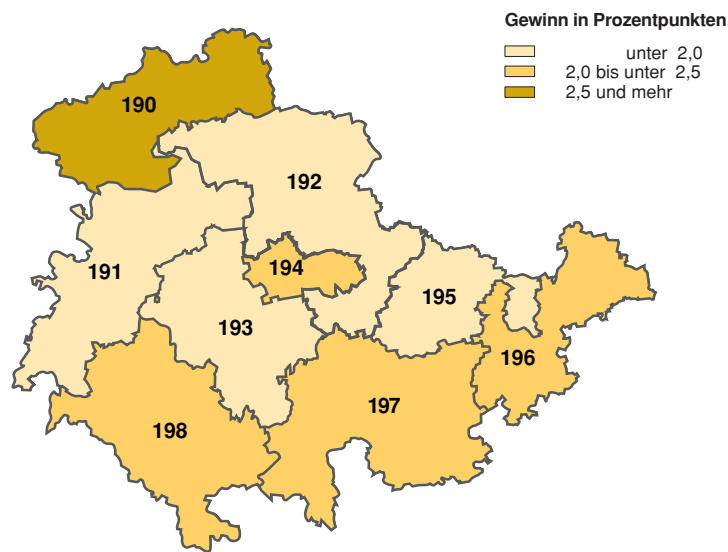 Gewinn in Prozentpunkten
unter 2,0
2,0 bis unter 2,5
2,5 und mehr
190
192
191
194
195
193
196
197
198